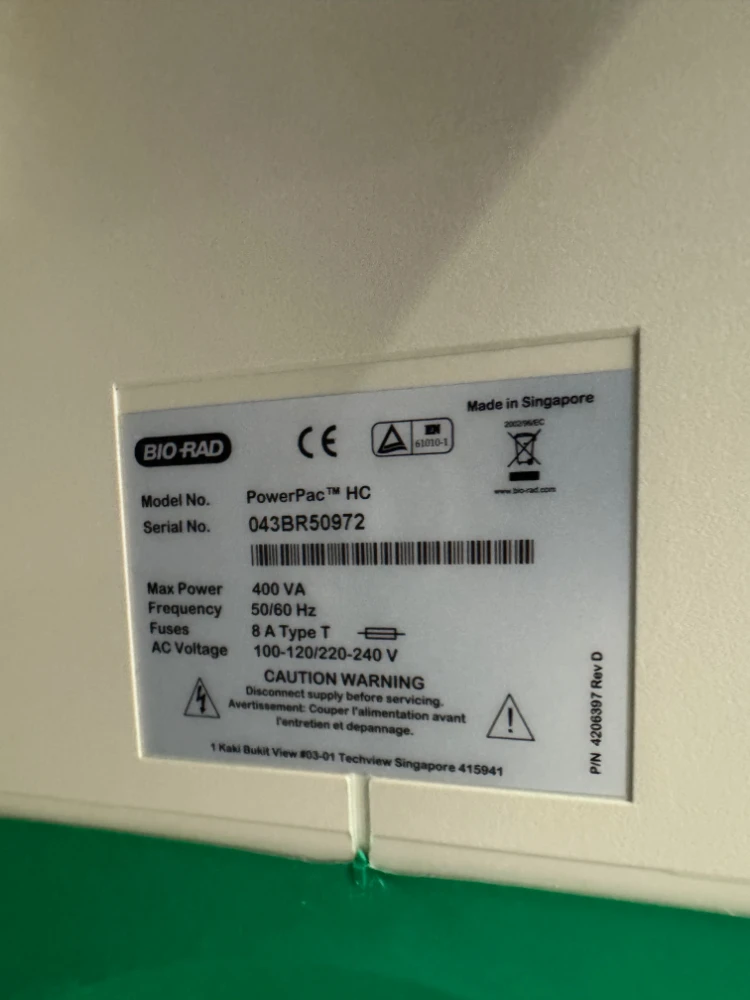 Made in Singapore
BIO-RAD
CE
EN
61010-1
2002/96/EC
www.bio-rad.com
Model No. PowerPac™ HC
Serial No. 043BR50972
Max Power 400 VA
Frequency 50/60 Hz
Fuses 8 A Type T
AC Voltage 100-120/220-240 V
CAUTION WARNING
Disconnect supply before servicing.
Avertissement: Couper l'alimentation avant
l'entretien et depannage.
1 Kaki Bukit View #03-01 Techview Singapore 415941
P/N 4206397 Rev D